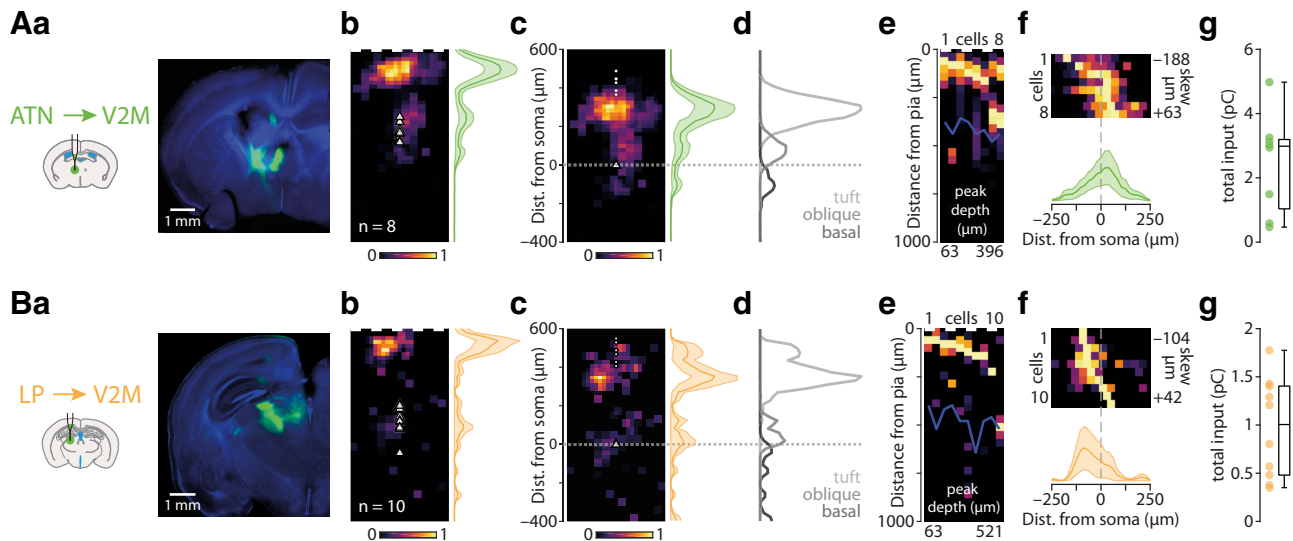 Aa b c d e f g
ATN → V2M
1 mm
n = 8
0 1
600
0
−400
Dist. from soma (µm)
0 1
tuft
oblique
basal
1 cells 8
0
1000
Distance from pia (µm)
peak
depth
(µm)
63 396
1
cells
8
−188
skew
µm
+63
−250 0 250
Dist. from soma (µm)
6
4
2
0
total input (pC)
Ba b c d e f g
LP → V2M
1 mm
n = 10
0 1
600
0
−400
Dist. from soma (µm)
0 1
tuft
oblique
basal
1 cells 10
0
1000
Distance from pia (µm)
peak
depth
(µm)
63 521
1
cells
10
−104
skew
µm
+42
−250 0 250
Dist. from soma (µm)
2
1.5
1
0.5
0
total input (pC)